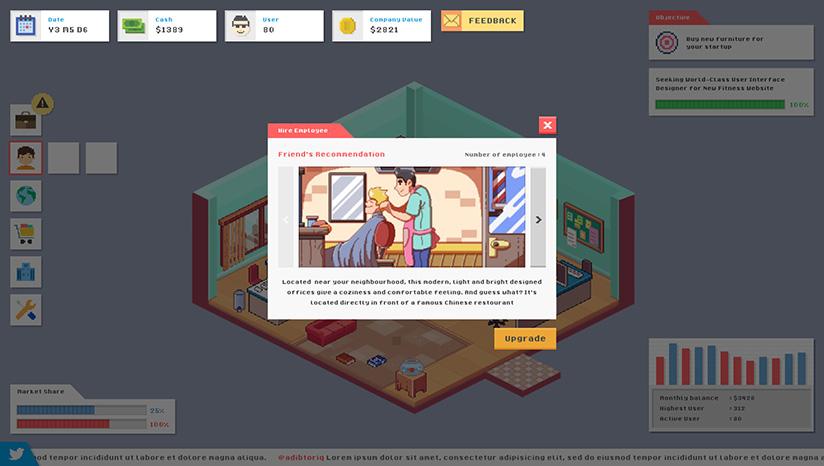 Date
Y3 M5 D6
Cash
$1389
User
80
Company Value
$2821
FEEDBACK
Objective
Buy new furniture for
your startup
Seeking World-Class User Interface
Designer for New Fitness Website
100%
Hire Employee
Friend's Recommendation
Number of employee : 4
Located near your neighbourhood, this modern, light and bright designed
offices give a coziness and comfortable feeling. And guess what? It's
located directly in front of a famous Chinese restaurant
Upgrade
Market Share
25%
100%
Monthly balance : $3428
Highest User : 312
Active User : 80
mod tempor incididunt ut labore et dolore magna aliqua. @adibtoriq Lorem ipsum dolor sit amet, consectetur adipisicing elit, sed do eiusmod tempor incididunt ut labore et dolore magna a